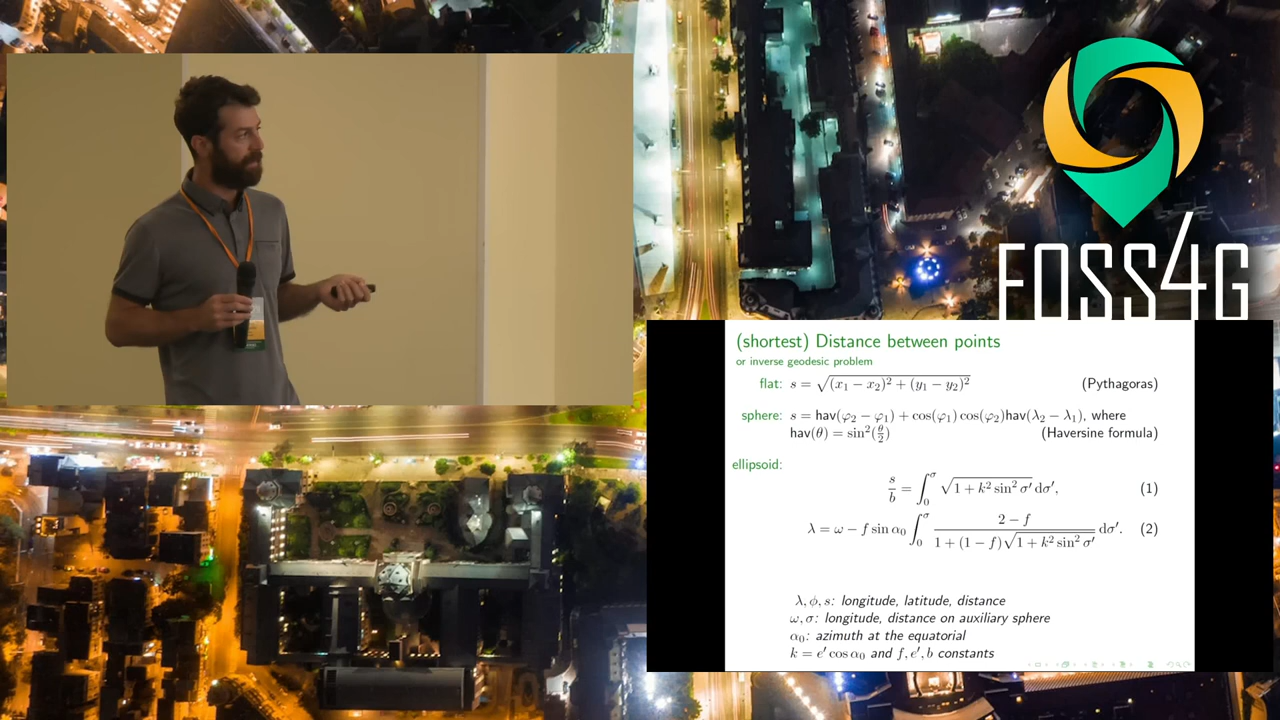 FOSS4G
(shortest) Distance between points
or inverse geodesic problem
flat: s = √(x₁ − x₂)² + (y₁ − y₂)² (Pythagoras)
sphere: s = hav(φ₂ − φ₁) + cos(φ₁) cos(φ₂)hav(λ₂ − λ₁), where
hav(θ) = sin²(θ/2) (Haversine formula)
ellipsoid:
s/b = ∫₀^σ √(1 + k² sin² σ′) dσ′, (1)
λ = ω − f sin α₀ ∫₀^σ (2 − f)/(1 + (1 − f)√(1 + k² sin² σ′)) dσ′. (2)
λ, ϕ, s: longitude, latitude, distance
ω, σ: longitude, distance on auxiliary sphere
α₀: azimuth at the equatorial
k = e′ cos α₀ and f, e′, b constants